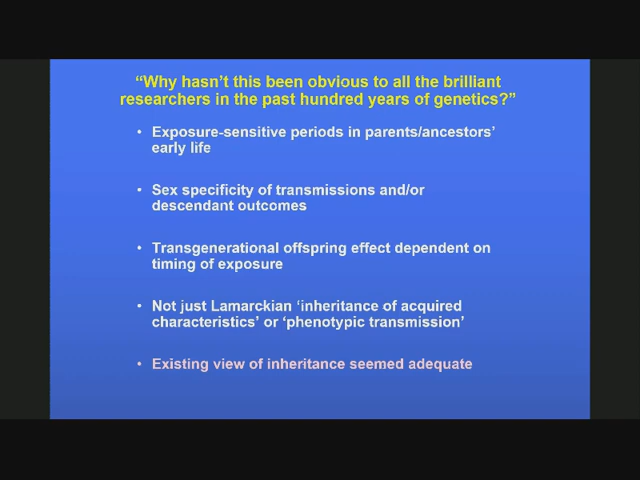 “Why hasn’t this been obvious to all the brilliant
researchers in the past hundred years of genetics?”
• Exposure-sensitive periods in parents/ancestors’
early life
• Sex specificity of transmissions and/or
descendant outcomes
• Transgenerational offspring effect dependent on
timing of exposure
• Not just Lamarckian ‘inheritance of acquired
characteristics’ or ‘phenotypic transmission’
• Existing view of inheritance seemed adequate